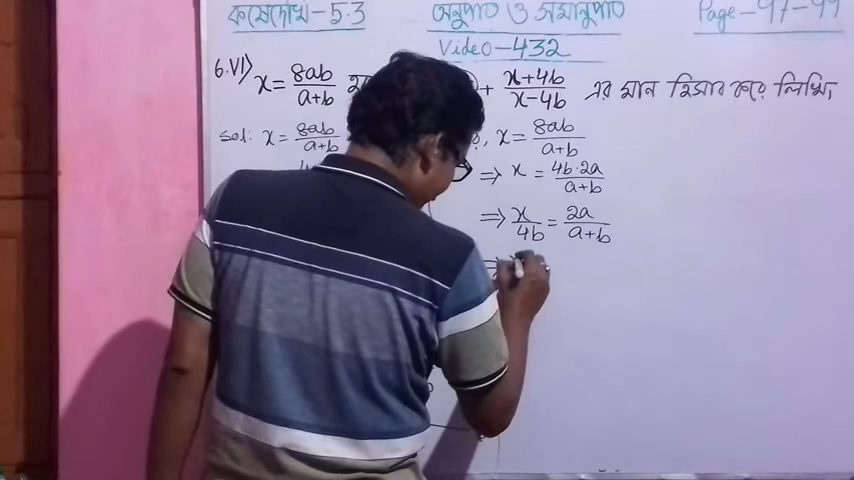 কষেদেখি-5.3 অনুপাত ও সমানুপাত Page-97-99
Video-432
6.VI) x = 8ab/a+b + x+4b/x-4b এর মান হিসাব করে লিখি,
sol: x = 8ab/a+b , x = 8ab/a+b
⇒ x = 4b·2a/a+b
⇒ x/4b = 2a/a+b